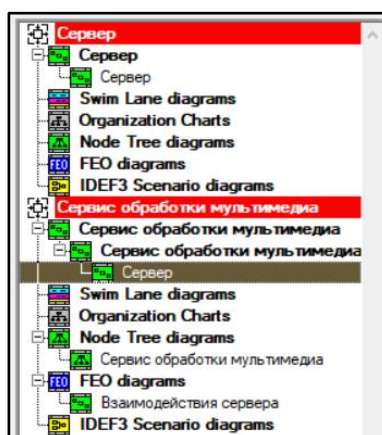 Сервер
Сервер
Сервер
Swim Lane diagrams
Organization Charts
Node Tree diagrams
FEO FEO diagrams
IDEF3 Scenario diagrams
Сервис обработки мультимедиа
Сервис обработки мультимедиа
Сервис обработки мультимедиа
Сервер
Swim Lane diagrams
Organization Charts
Node Tree diagrams
Сервис обработки мультимедиа
FEO FEO diagrams
Взаимодействия сервера
IDEF3 Scenario diagrams